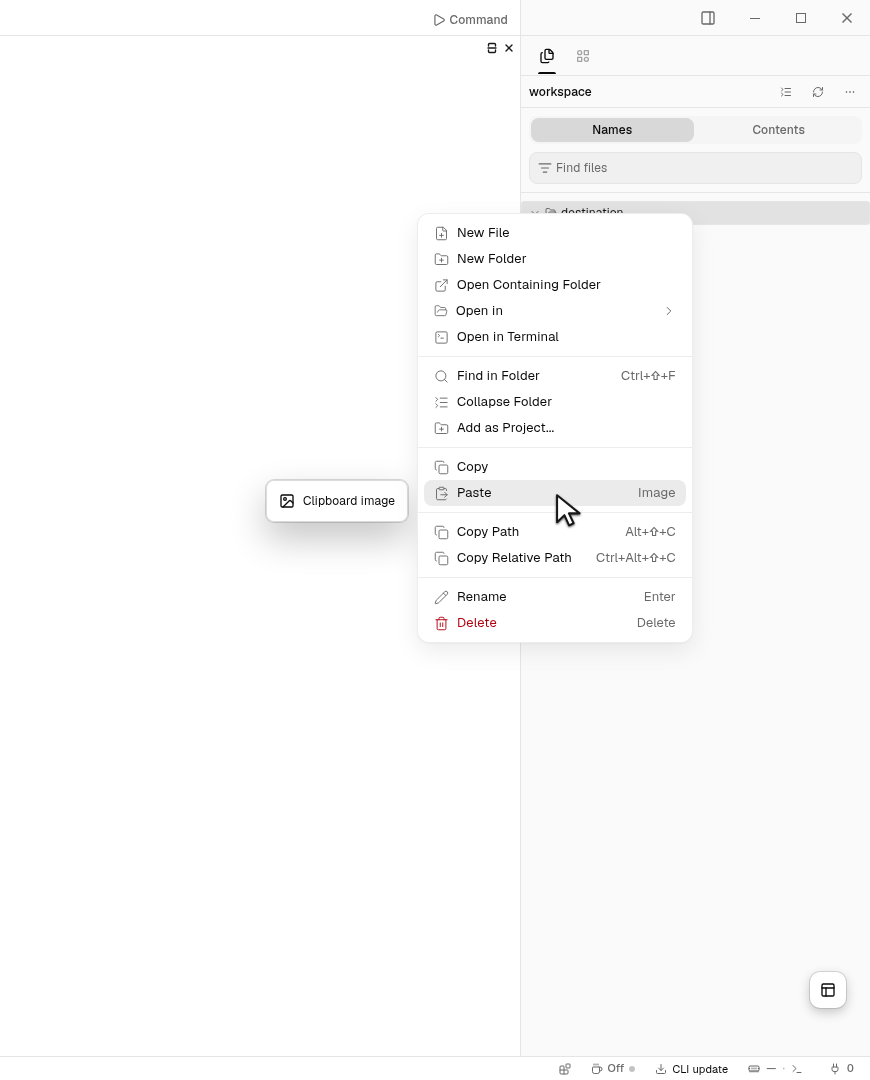 Command
workspace
Names
Contents
Find files
destination
New File
New Folder
Open Containing Folder
Open in
Open in Terminal
Find in Folder Ctrl+⇧+F
Collapse Folder
Add as Project...
Copy
Paste Image
Clipboard image
Copy Path Alt+⇧+C
Copy Relative Path Ctrl+Alt+⇧+C
Rename Enter
Delete Delete
Off
CLI update
— ·
0